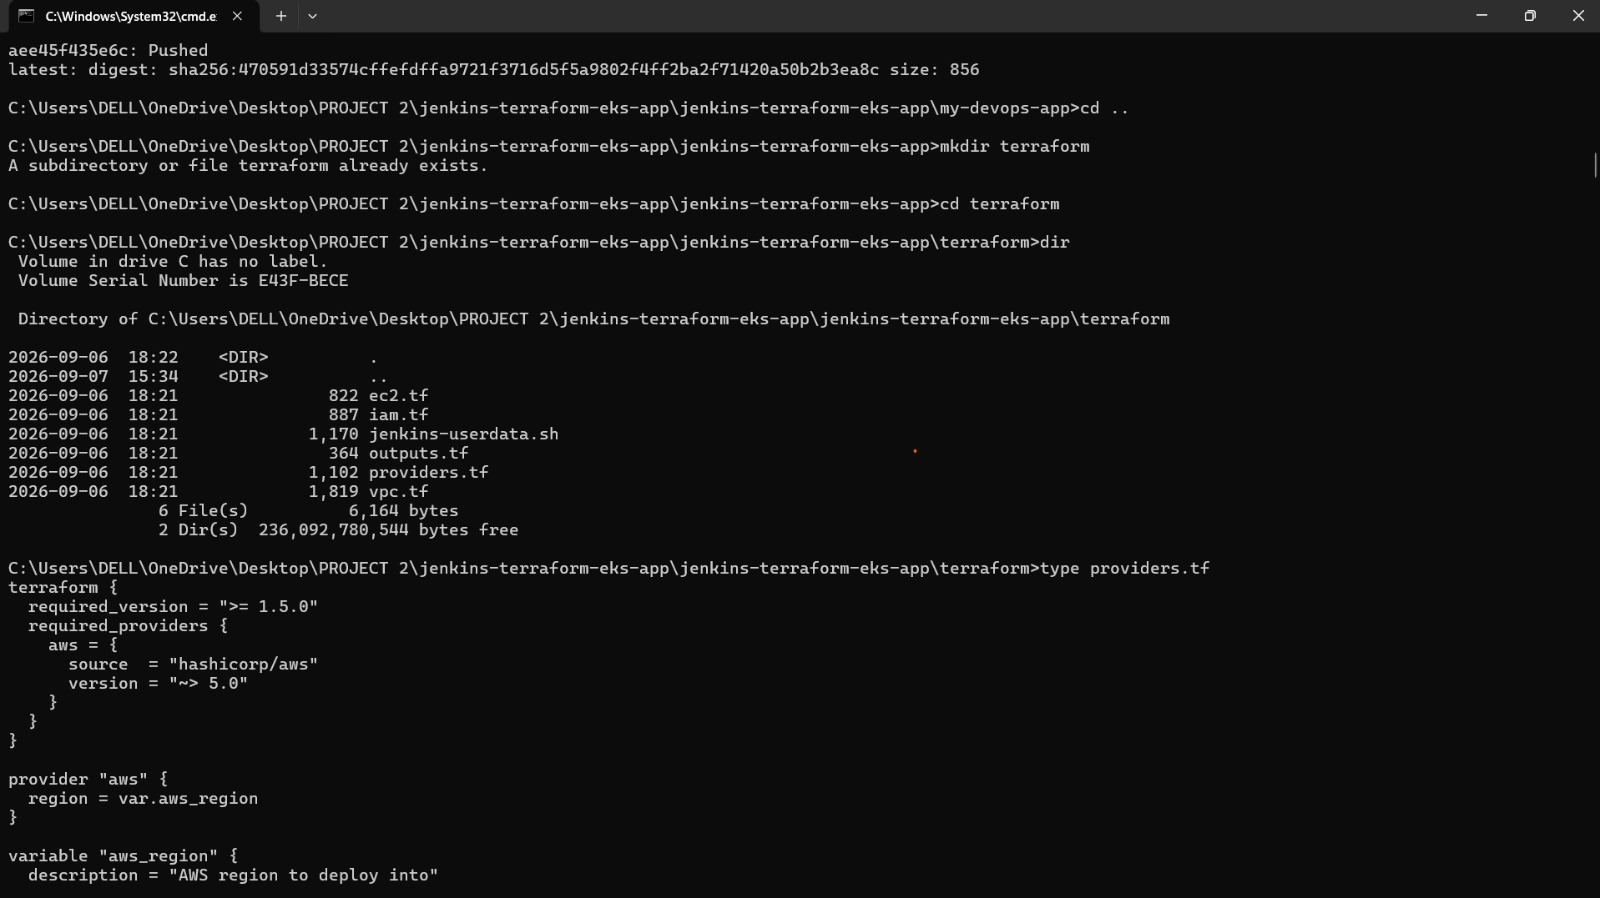 C:\Windows\System32\cmd.e
aee45f435e6c: Pushed
latest: digest: sha256:470591d33574cffefdffa9721f3716d5f5a9802f4ff2ba2f71420a50b2b3ea8c size: 856
C:\Users\DELL\OneDrive\Desktop\PROJECT 2\jenkins-terraform-eks-app\jenkins-terraform-eks-app\my-devops-app>cd ..
C:\Users\DELL\OneDrive\Desktop\PROJECT 2\jenkins-terraform-eks-app\jenkins-terraform-eks-app>mkdir terraform
A subdirectory or file terraform already exists.
C:\Users\DELL\OneDrive\Desktop\PROJECT 2\jenkins-terraform-eks-app\jenkins-terraform-eks-app>cd terraform
C:\Users\DELL\OneDrive\Desktop\PROJECT 2\jenkins-terraform-eks-app\jenkins-terraform-eks-app\terraform>dir
 Volume in drive C has no label.
 Volume Serial Number is E43F-BECE
 Directory of C:\Users\DELL\OneDrive\Desktop\PROJECT 2\jenkins-terraform-eks-app\jenkins-terraform-eks-app\terraform
2026-09-06  18:22    <DIR>          .
2026-09-07  15:34    <DIR>          ..
2026-09-06  18:21               822 ec2.tf
2026-09-06  18:21               887 iam.tf
2026-09-06  18:21             1,170 jenkins-userdata.sh
2026-09-06  18:21               364 outputs.tf
2026-09-06  18:21             1,102 providers.tf
2026-09-06  18:21             1,819 vpc.tf
               6 File(s)          6,164 bytes
               2 Dir(s)  236,092,780,544 bytes free
C:\Users\DELL\OneDrive\Desktop\PROJECT 2\jenkins-terraform-eks-app\jenkins-terraform-eks-app\terraform>type providers.tf
terraform {
  required_version = ">= 1.5.0"
  required_providers {
    aws = {
      source  = "hashicorp/aws"
      version = "~> 5.0"
    }
  }
}
provider "aws" {
  region = var.aws_region
}
variable "aws_region" {
  description = "AWS region to deploy into"